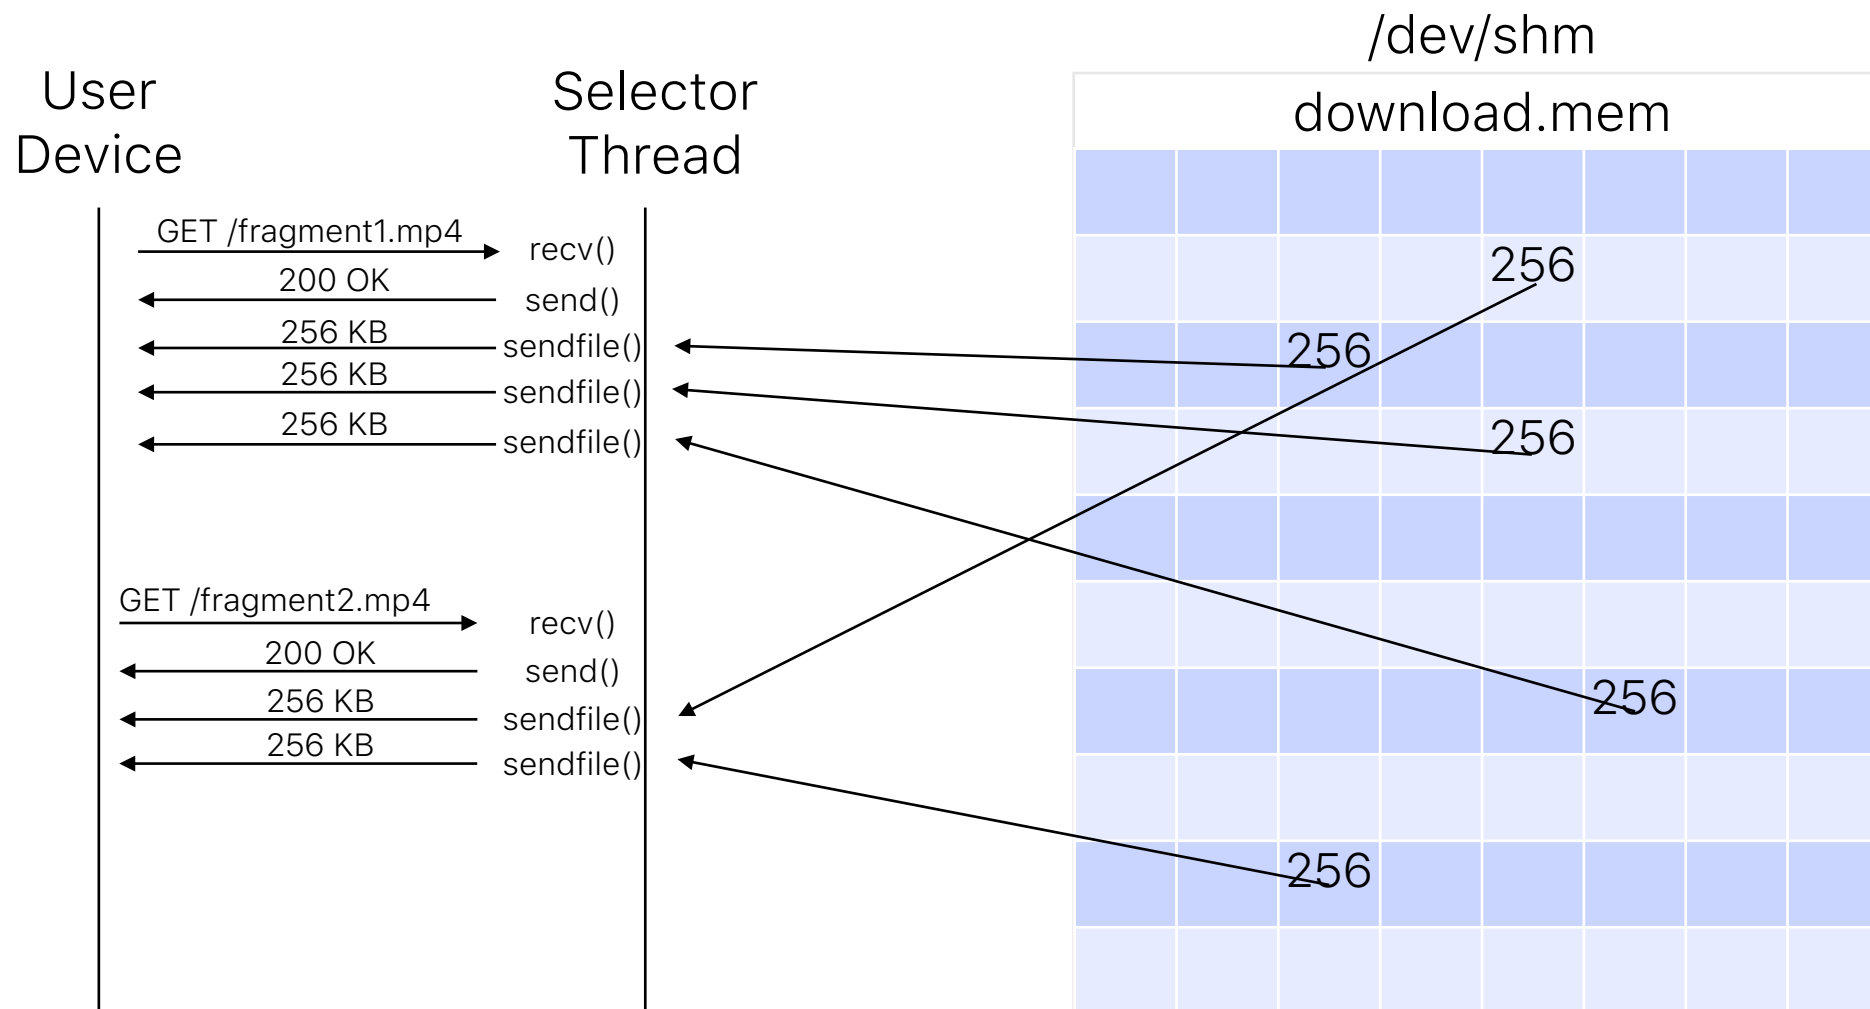 /dev/shm
User
Device
Selector
Thread
download.mem
GET /fragment1.mp4
recv()
200 OK
send()
256 KB
sendfile()
256 KB
sendfile()
256 KB
sendfile()
GET /fragment2.mp4
recv()
200 OK
send()
256 KB
sendfile()
256 KB
sendfile()
256
256
256
256
256